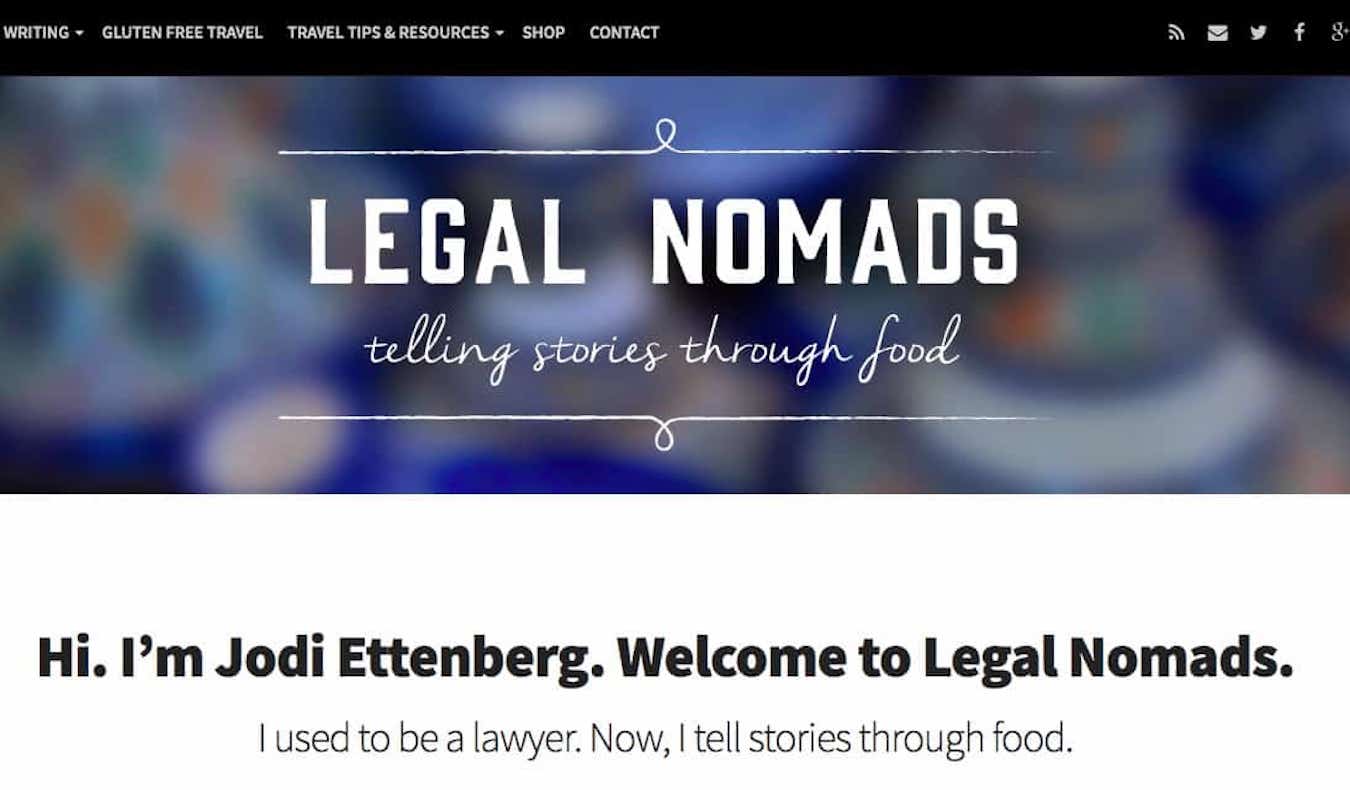 WRITING GLUTEN FREE TRAVEL TRAVEL TIPS & RESOURCES SHOP CONTACT
LEGAL NOMADS
telling stories through food
Hi. I’m Jodi Ettenberg. Welcome to Legal Nomads.
I used to be a lawyer. Now, I tell stories through food.